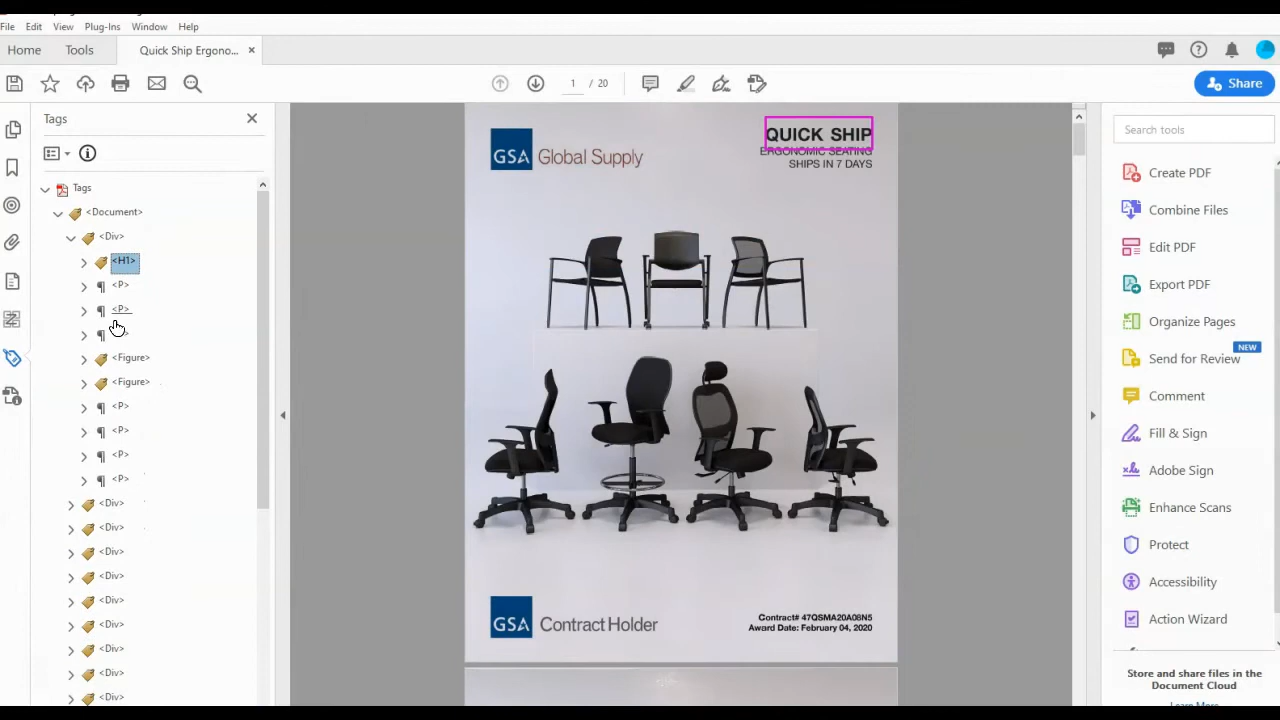 File Edit View Plug-Ins Window Help
Home Tools Quick Ship Ergono... ×
1 / 20
Share
Tags
Tags
<Document>
<Div>
<H1>
<P>
<P>
<Figure>
<Figure>
<P>
<P>
<P>
<P>
<Div>
<Div>
<Div>
<Div>
<Div>
<Div>
<Div>
<Div>
<Div>
GSA Global Supply
QUICK SHIP
ERGONOMIC SEATING
SHIPS IN 7 DAYS
GSA Contract Holder
Contract# 47QSMA20A08N5
Award Date: February 04, 2020
Search tools
Create PDF
Combine Files
Edit PDF
Export PDF
Organize Pages
NEW
Send for Review
Comment
Fill & Sign
Adobe Sign
Enhance Scans
Protect
Accessibility
Action Wizard
Store and share files in the
Document Cloud
Learn More